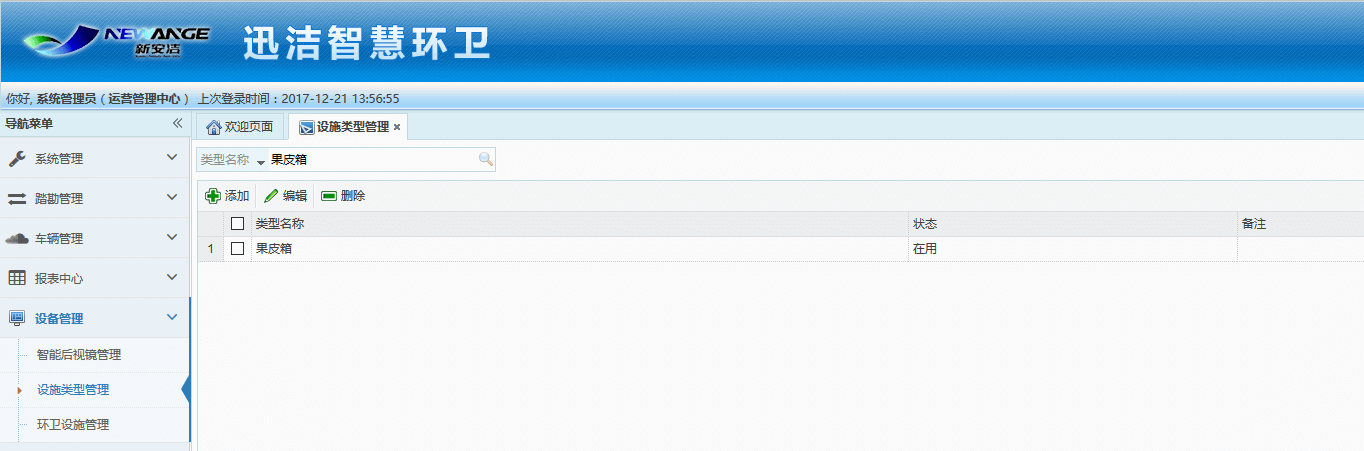 NEWANGE
新安洁
迅洁智慧环卫
你好, 系统管理员 ( 运营管理中心 ) 上次登录时间：2017-12-21 13:56:55
导航菜单
欢迎页面 设施类型管理
类型名称 果皮箱
系统管理
踏勘管理
车辆管理
报表中心
设备管理
智能后视镜管理
设施类型管理
环卫设施管理
添加 编辑 删除
类型名称 状态 备注
1 果皮箱 在用